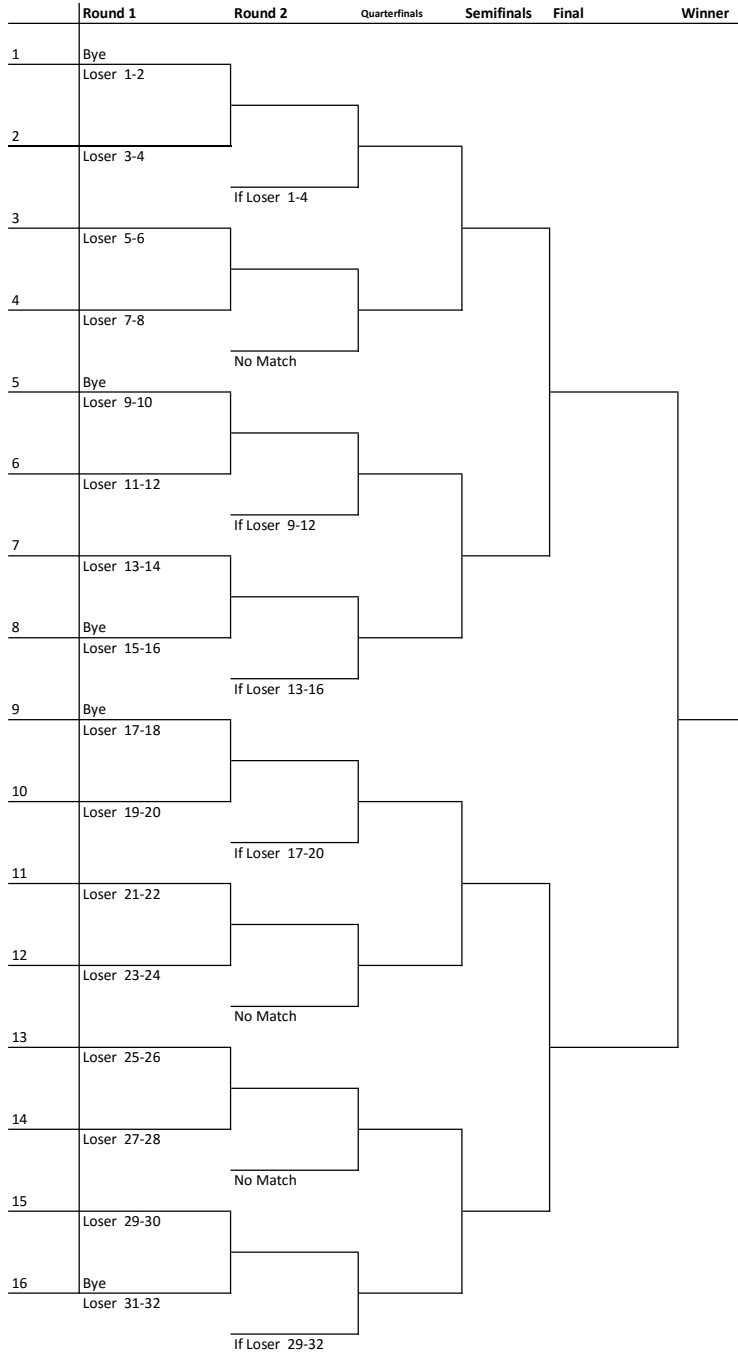 Round 1 Round 2 Quarterfinals Semifinals Final Winner
1 Bye
Loser 1-2
2
Loser 3-4
If Loser 1-4
3
Loser 5-6
4
Loser 7-8
No Match
5 Bye
Loser 9-10
6
Loser 11-12
If Loser 9-12
7
Loser 13-14
8 Bye
Loser 15-16
If Loser 13-16
9 Bye
Loser 17-18
10
Loser 19-20
If Loser 17-20
11
Loser 21-22
12
Loser 23-24
No Match
13
Loser 25-26
14
Loser 27-28
No Match
15
Loser 29-30
16 Bye
Loser 31-32
If Loser 29-32